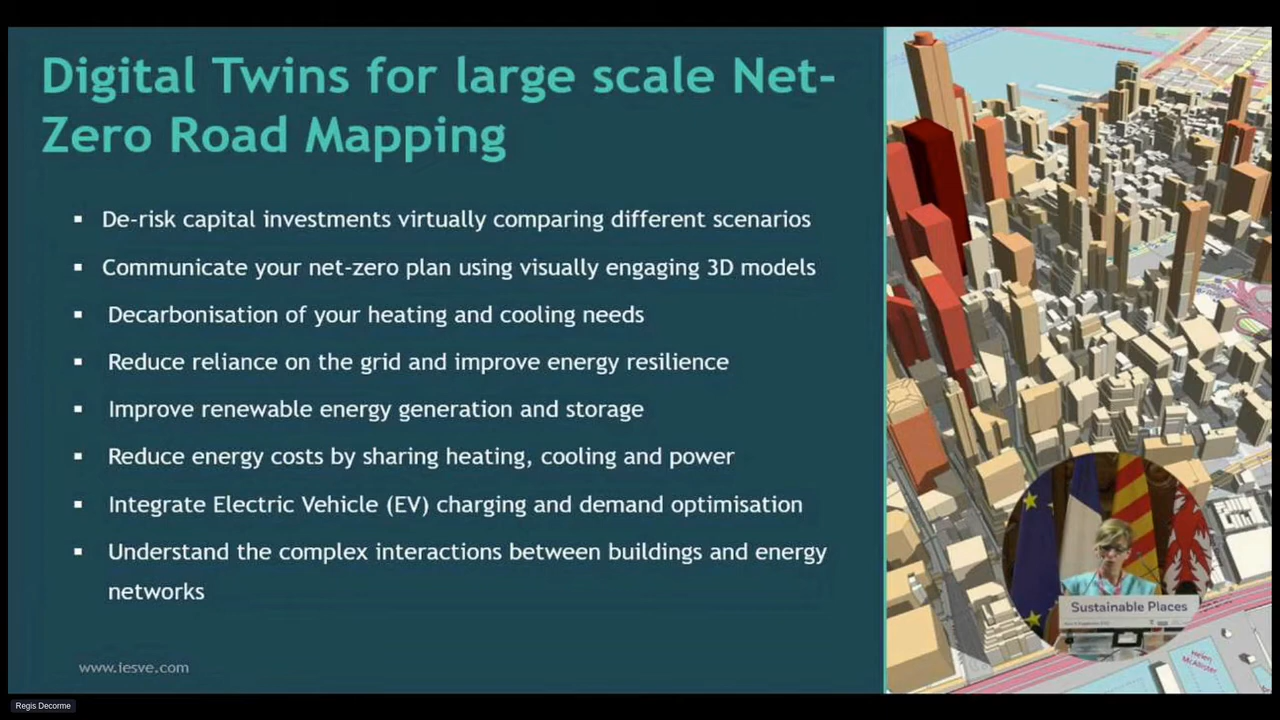 Digital Twins for large scale Net-
Zero Road Mapping
▪ De-risk capital investments virtually comparing different scenarios
▪ Communicate your net-zero plan using visually engaging 3D models
▪ Decarbonisation of your heating and cooling needs
▪ Reduce reliance on the grid and improve energy resilience
▪ Improve renewable energy generation and storage
▪ Reduce energy costs by sharing heating, cooling and power
▪ Integrate Electric Vehicle (EV) charging and demand optimisation
▪ Understand the complex interactions between buildings and energy
networks
www.iesve.com
Sustainable Places
Helen
McAllister
Regis Decorme